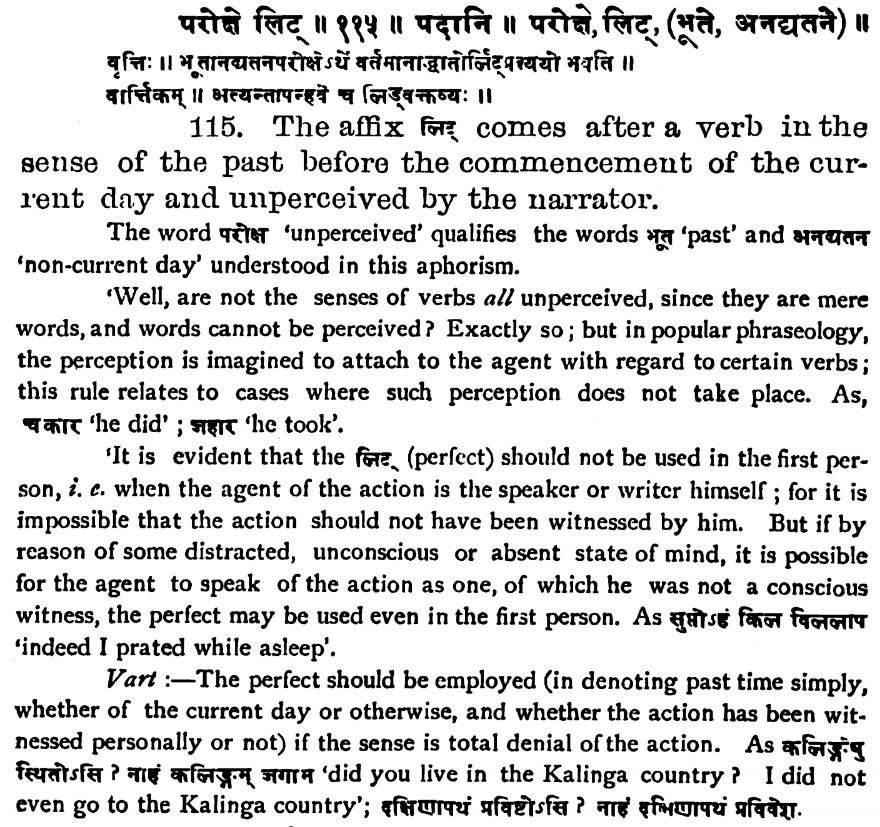 परोक्षे लिट् ॥ ११५ ॥ पदानि ॥ परोक्षे, लिट्, (भूते, अनद्यतने) ॥
वृत्तिः ॥ भूतानद्यतनपरोक्षेऽर्थे वर्तमानाद्धातोर्लिट्प्रत्ययो भवति ॥
वार्त्तिकम् ॥ अत्यन्तापन्हवे च लिड्वक्तव्यः ॥
115. The affix लिट् comes after a verb in the
sense of the past before the commencement of the cur-
rent day and unperceived by the narrator.
The word परोक्ष 'unperceived' qualifies the words भूत 'past' and अनद्यतन
'non-current day' understood in this aphorism.
'Well, are not the senses of verbs all unperceived, since they are mere
words, and words cannot be perceived? Exactly so; but in popular phraseology,
the perception is imagined to attach to the agent with regard to certain verbs;
this rule relates to cases where such perception does not take place. As,
चकार 'he did'; जहार 'he took'.
'It is evident that the लिट् (perfect) should not be used in the first per-
son, i. e. when the agent of the action is the speaker or writer himself; for it is
impossible that the action should not have been witnessed by him. But if by
reason of some distracted, unconscious or absent state of mind, it is possible
for the agent to speak of the action as one, of which he was not a conscious
witness, the perfect may be used even in the first person. As सुप्तोऽहं किल विललाप
'indeed I prated while asleep'.
Vart :—The perfect should be employed (in denoting past time simply,
whether of the current day or otherwise, and whether the action has been wit-
nessed personally or not) if the sense is total denial of the action. As कलिङ्गेषु
स्थितोऽसि ? नाहं कलिङ्गम् जगाम 'did you live in the Kalinga country? I did not
even go to the Kalinga country'; दक्षिणापथं प्रविष्टोऽसि ? नाहं दक्षिणापथं प्रविवेश.